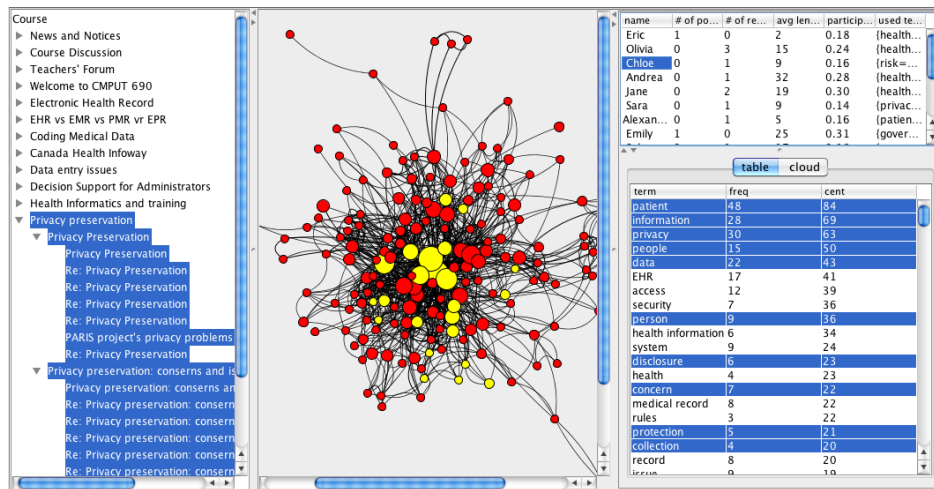 Course
News and Notices
Course Discussion
Teachers' Forum
Welcome to CMPUT 690
Electronic Health Record
EHR vs EMR vs PMR vr EPR
Coding Medical Data
Canada Health Infoway
Data entry issues
Decision Support for Administrators
Health Informatics and training
Privacy preservation
Privacy Preservation
Privacy Preservation
Re: Privacy Preservation
Re: Privacy Preservation
Re: Privacy Preservation
Re: Privacy Preservation
PARIS project's privacy problems
Re: Privacy Preservation
Privacy preservation: conserns and is
Privacy preservation: conserns an
Re: Privacy preservation: consern
Re: Privacy preservation: consern
Re: Privacy preservation: consern
Re: Privacy preservation: consern
Re: Privacy preservation: consern
name # of po... # of re... avg len... particip... used te...
Eric 1 0 2 0.18 {health...
Olivia 0 3 15 0.24 {health...
Chloe 0 1 9 0.16 {risk=...
Andrea 0 1 32 0.28 {health...
Jane 0 2 19 0.30 {health...
Sara 0 1 9 0.14 {privac...
Alexan... 0 1 5 0.16 {patien...
Emily 1 0 25 0.31 {gover...
table cloud
term freq cent
patient 48 84
information 28 69
privacy 30 63
people 15 50
data 22 43
EHR 17 41
access 12 39
security 7 36
person 9 36
health information 6 34
system 9 24
disclosure 6 23
health 4 23
concern 7 22
medical record 8 22
rules 3 22
protection 5 21
collection 4 20
record 8 20
issue 9 19